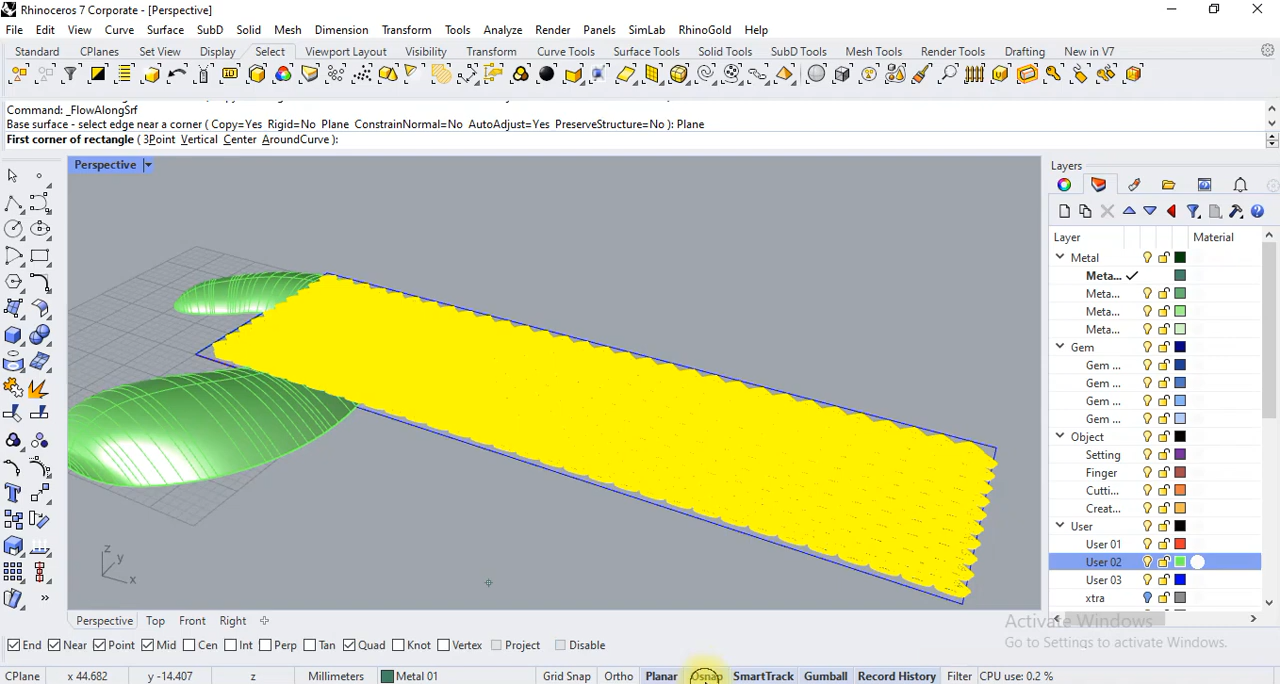 Rhinoceros 7 Corporate - [Perspective]
File Edit View Curve Surface SubD Solid Mesh Dimension Transform Tools Analyze Render Panels SimLab RhinoGold Help
Standard CPlanes Set View Display Select Viewport Layout Visibility Transform Curve Tools Surface Tools Solid Tools SubD Tools Mesh Tools Render Tools Drafting New in V7
Command: _FlowAlongSrf
Base surface - select edge near a corner ( Copy=Yes Rigid=No Plane ConstrainNormal=No AutoAdjust=Yes PreserveStructure=No ): Plane
First corner of rectangle ( 3Point Vertical Center AroundCurve ):
Perspective
Layers
Layer Material
Metal
Meta...
Meta...
Meta...
Meta...
Gem
Gem ...
Gem ...
Gem ...
Gem ...
Object
Setting
Finger
Cutti...
Creat...
User
User 01
User 02
User 03
xtra
z y x
Perspective Top Front Right
Activate Windows
Go to Settings to activate Windows.
End Near Point Mid Cen Int Perp Tan Quad Knot Vertex Project Disable
CPlane x 44.682 y -14.407 z Millimeters Metal 01 Grid Snap Ortho Planar Osnap SmartTrack Gumball Record History Filter CPU use: 0.2 %